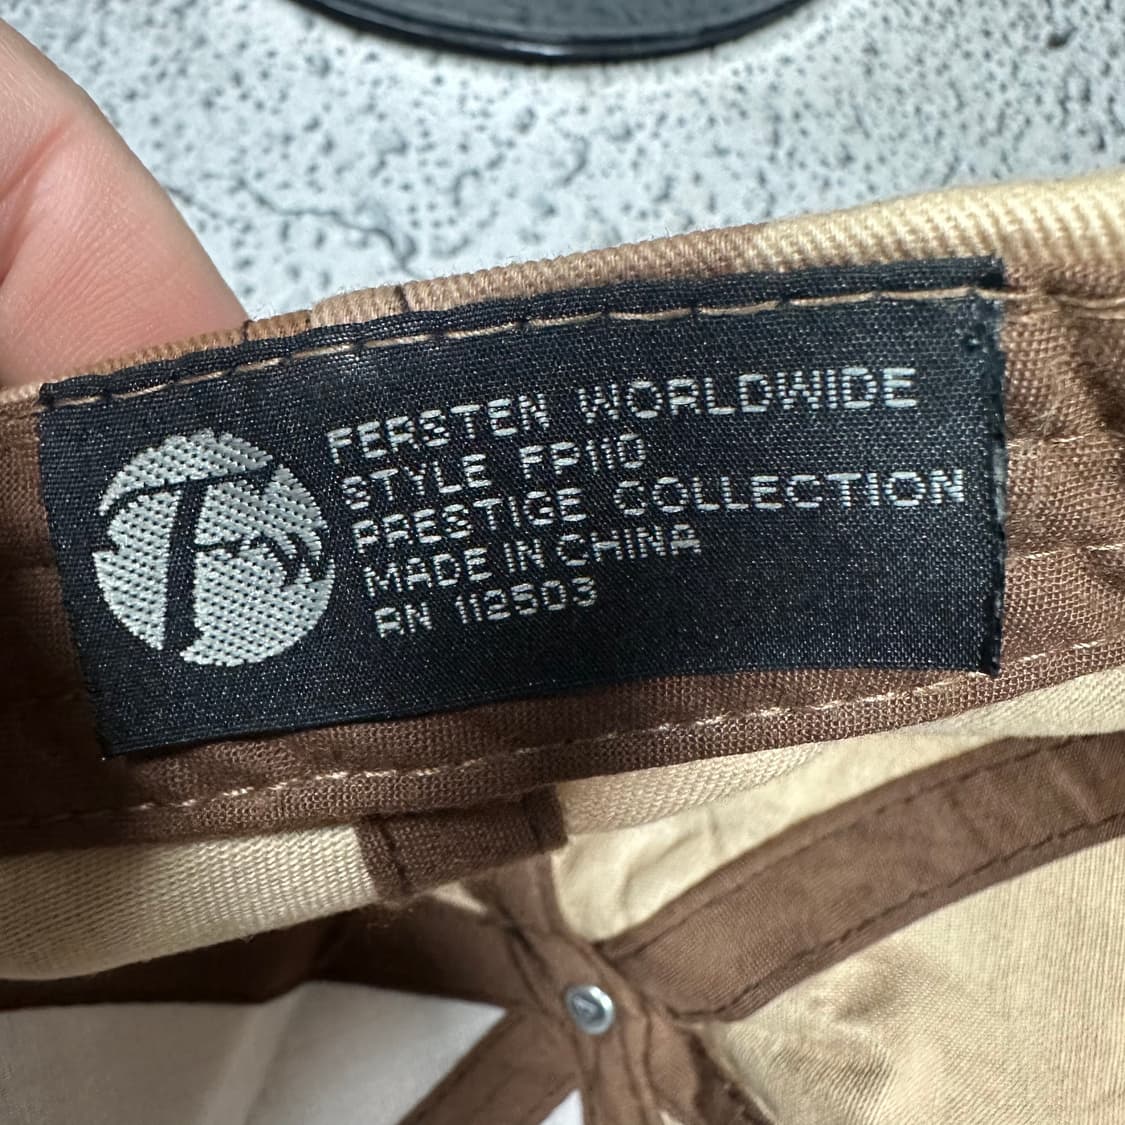 FERSTEN WORLDWIDE
STYLE FP110
PRESTIGE COLLECTION
MADE IN CHINA
RN 112503